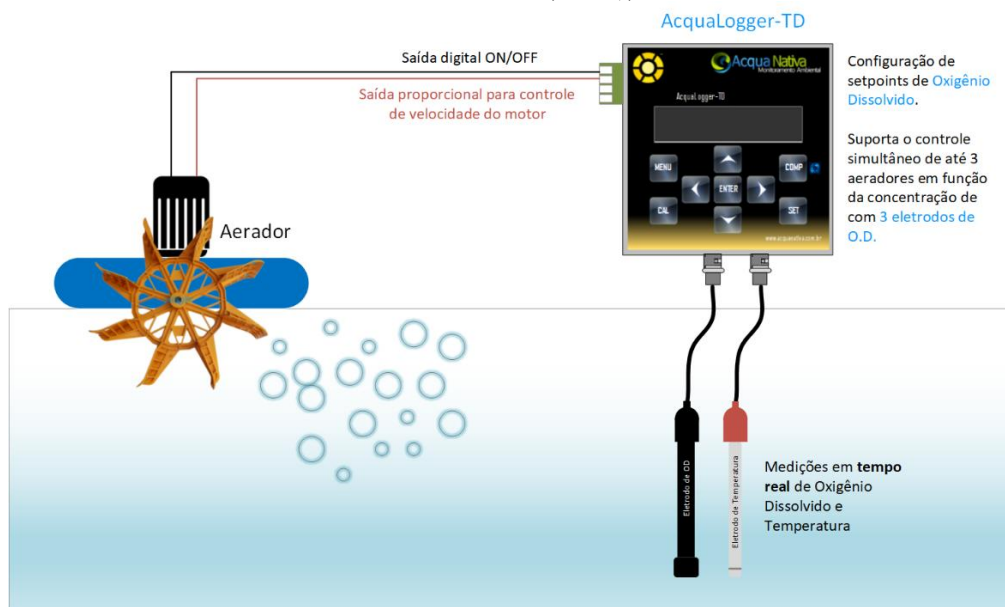 AcquaLogger-TD
Saída digital ON/OFF
Saída proporcional para controle
de velocidade do motor
Aerador
Acqua Nativa
Monitoramento Ambiental
AcquaLogger-TD
MENU
COMP
ENTER
CAL
SET
www.acquanativa.com.br
Configuração de
setpoints de Oxigênio
Dissolvido.
Suporta o controle
simultâneo de até 3
aeradores em função
da concentração de
com 3 eletrodos de
O.D.
Eletrodo de OD
Eletrodo de Temperatura
Medições em tempo
real de Oxigênio
Dissolvido e
Temperatura